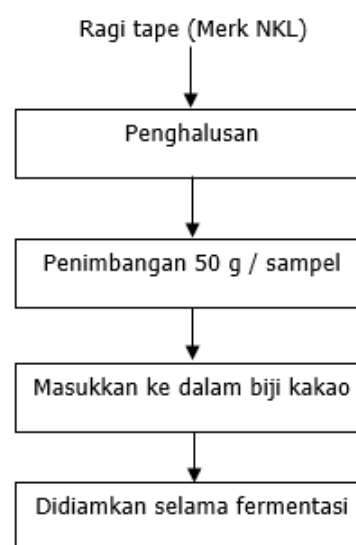 Ragi tape (Merk NKL)
Penghalusan
Penimbangan 50 g / sampel
Masukkan ke dalam biji kakao
Didiamkan selama fermentasi